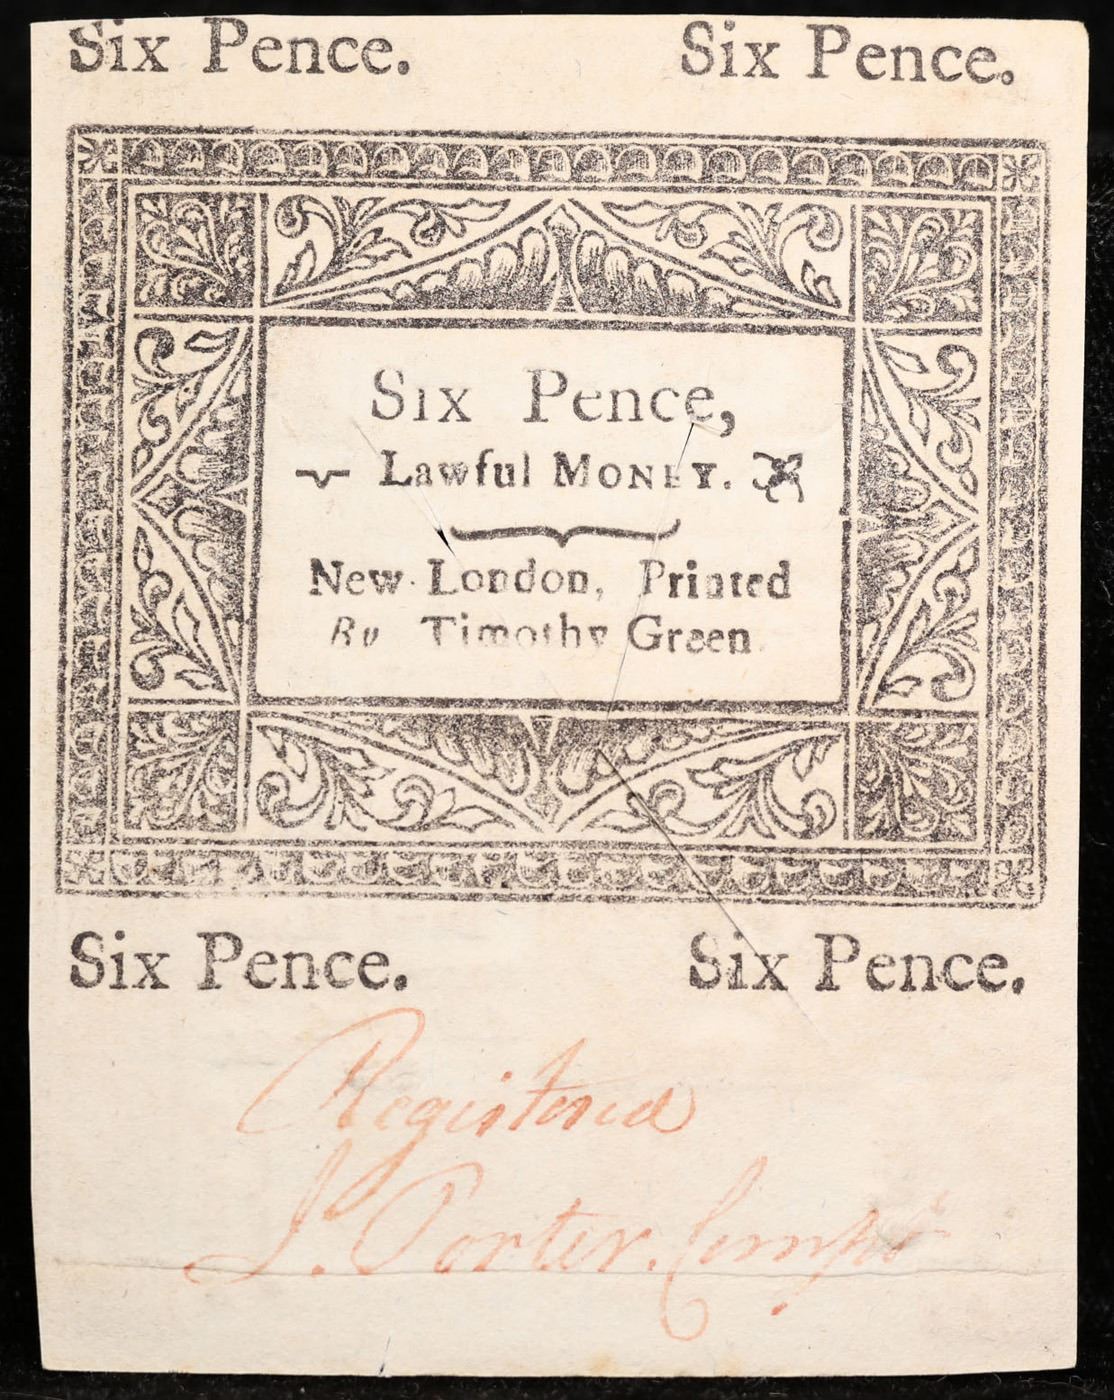 Six Pence. Six Pence.
Six Pence,
Lawful MONEY.
New-London, Printed
By Timothy Green.
Six Pence. Six Pence.
Registered
J. Porter. Compt